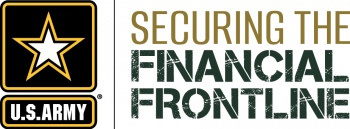 U.S.ARMY
®
SECURING THE
FINANCIAL
FRONTLINE